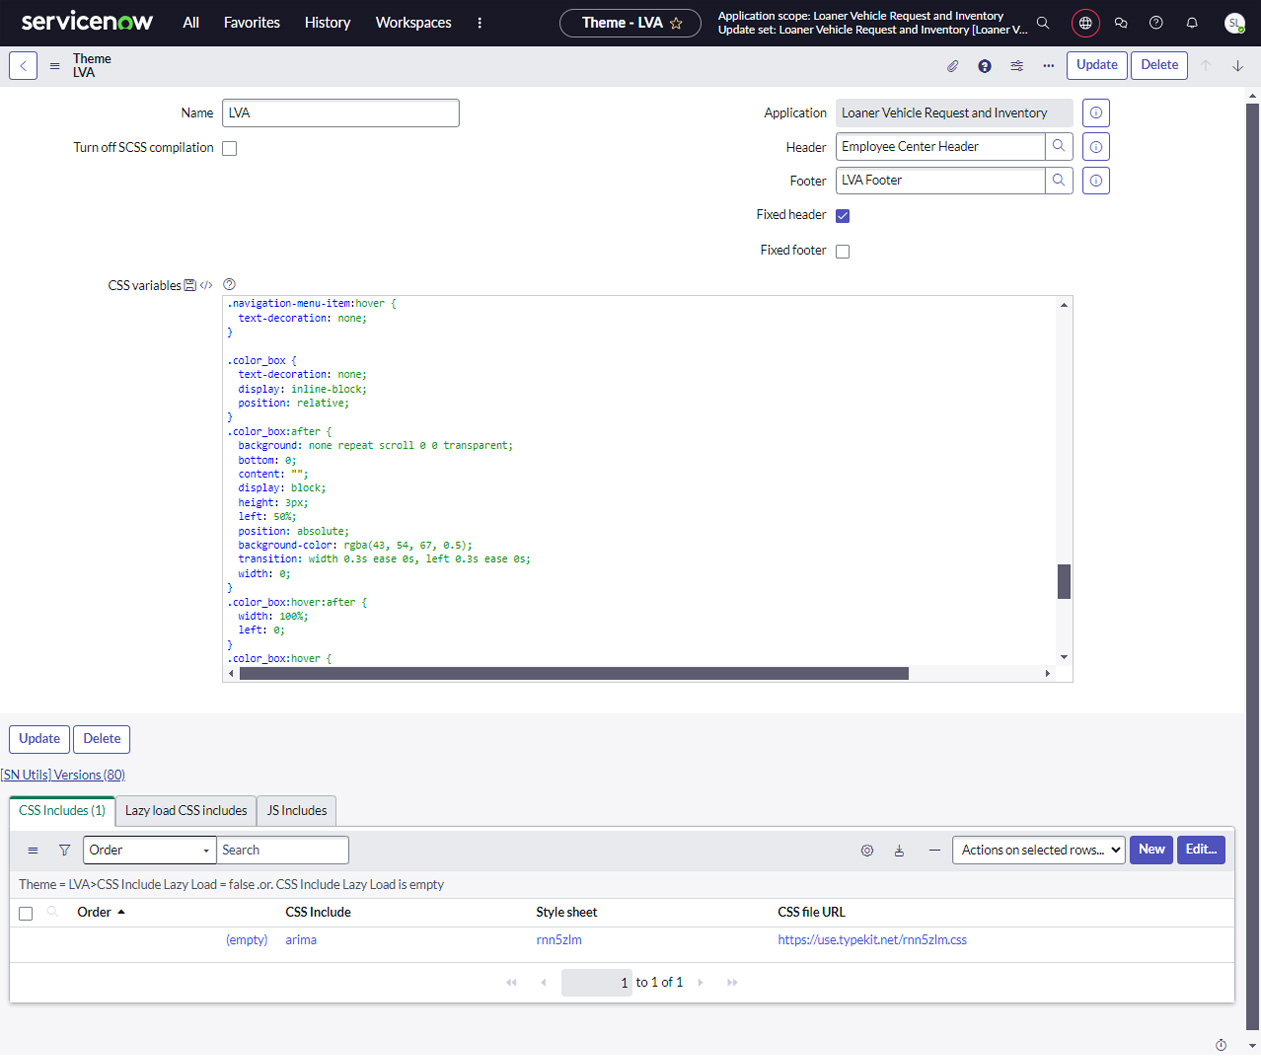 servicenow All Favorites History Workspaces Theme - LVA Application scope: Loaner Vehicle Request and Inventory
Update set: Loaner Vehicle Request and Inventory [Loaner V... SL
Theme
LVA
Update Delete
Name LVA
Turn off SCSS compilation
Application Loaner Vehicle Request and Inventory
Header Employee Center Header
Footer LVA Footer
Fixed header
Fixed footer
CSS variables
.navigation-menu-item:hover {
text-decoration: none;
}
.color_box {
text-decoration: none;
display: inline-block;
position: relative;
}
.color_box:after {
background: none repeat scroll 0 0 transparent;
bottom: 0;
content: "";
display: block;
height: 3px;
left: 50%;
position: absolute;
background-color: rgba(43, 54, 67, 0.5);
transition: width 0.3s ease 0s, left 0.3s ease 0s;
width: 0;
}
.color_box:hover:after {
width: 100%;
left: 0;
}
.color_box:hover {
Update Delete
[SN Utils] Versions (80)
CSS Includes (1) Lazy load CSS includes JS Includes
Order Search Actions on selected rows... New Edit...
Theme = LVA>CSS Include Lazy Load = false .or. CSS Include Lazy Load is empty
Order CSS Include Style sheet CSS file URL
(empty) arima rnn5zlm https://use.typekit.net/rnn5zlm.css
1 to 1 of 1